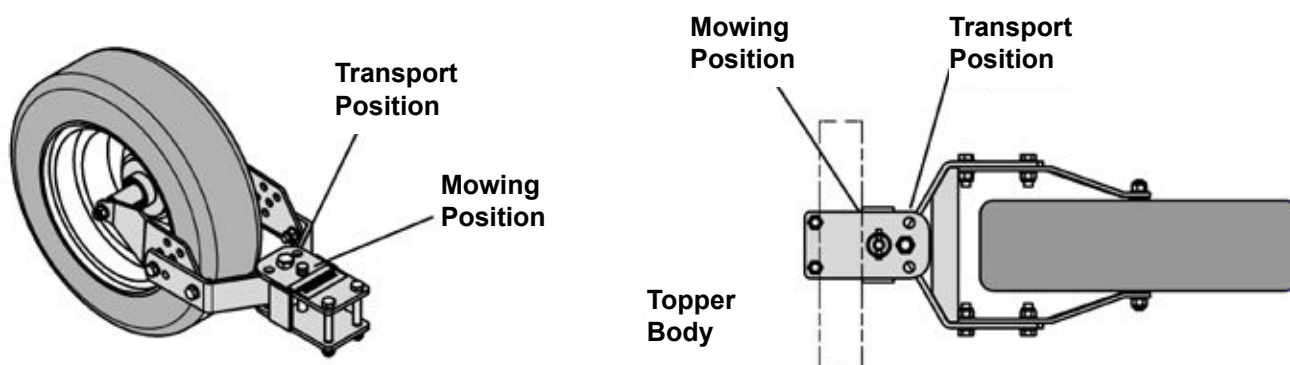 Transport
Position
Mowing
Position
Mowing
Position
Transport
Position
Topper
Body